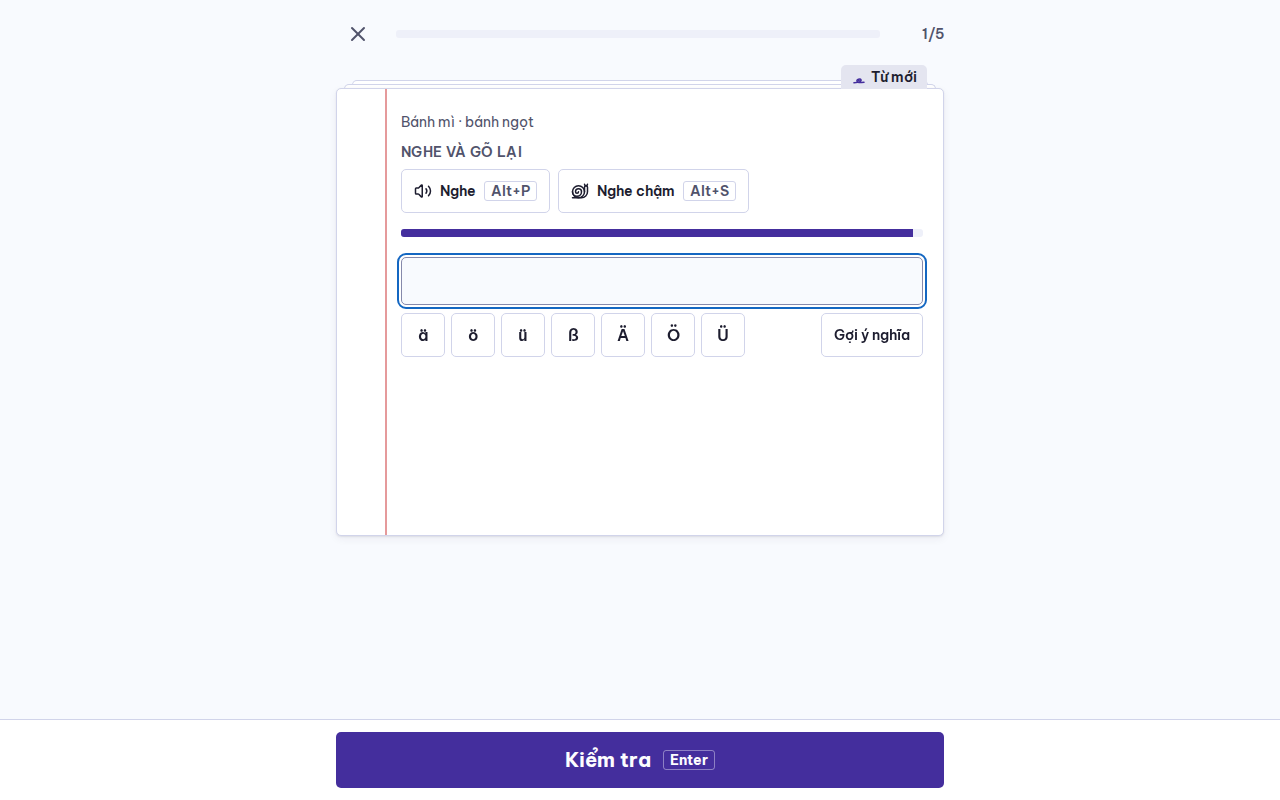 1/5
Từ mới
Bánh mì · bánh ngọt
NGHE VÀ GÕ LẠI
Nghe Alt+P Nghe chậm Alt+S
ä ö ü ß Ä Ö Ü Gợi ý nghĩa
Kiểm tra Enter